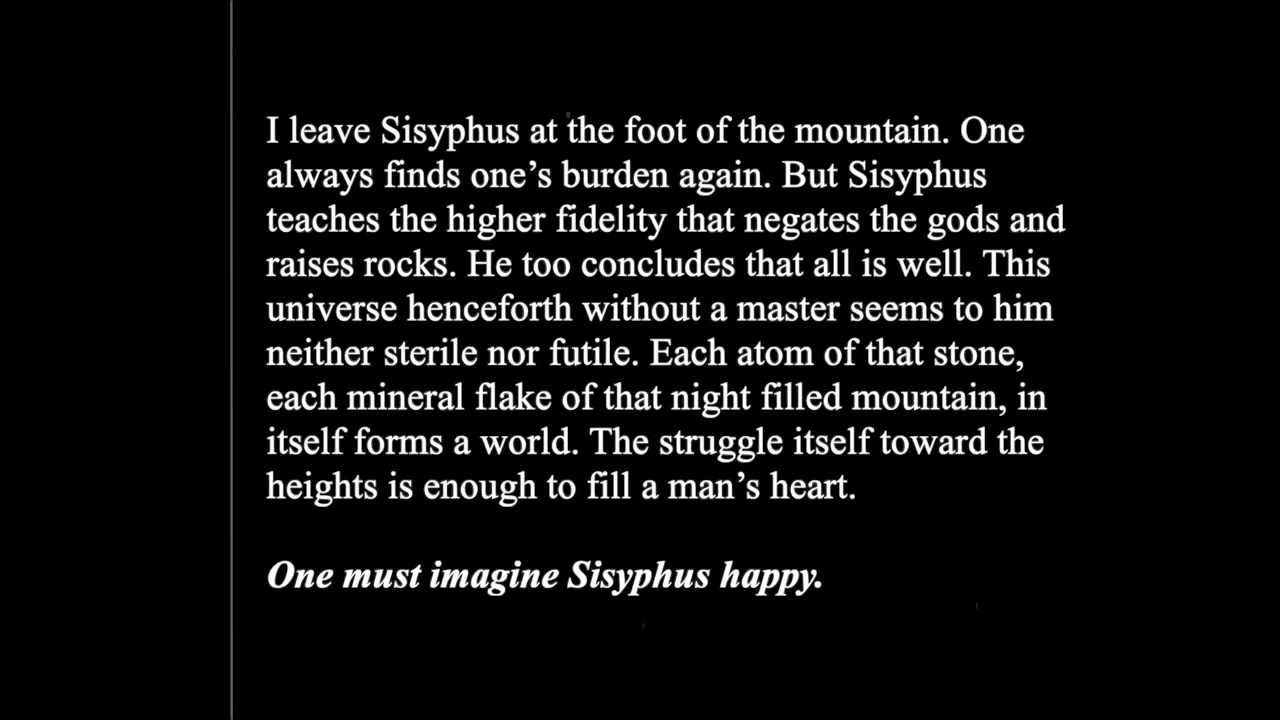 I leave Sisyphus at the foot of the mountain. One
always finds one’s burden again. But Sisyphus
teaches the higher fidelity that negates the gods and
raises rocks. He too concludes that all is well. This
universe henceforth without a master seems to him
neither sterile nor futile. Each atom of that stone,
each mineral flake of that night filled mountain, in
itself forms a world. The struggle itself toward the
heights is enough to fill a man’s heart.
One must imagine Sisyphus happy.